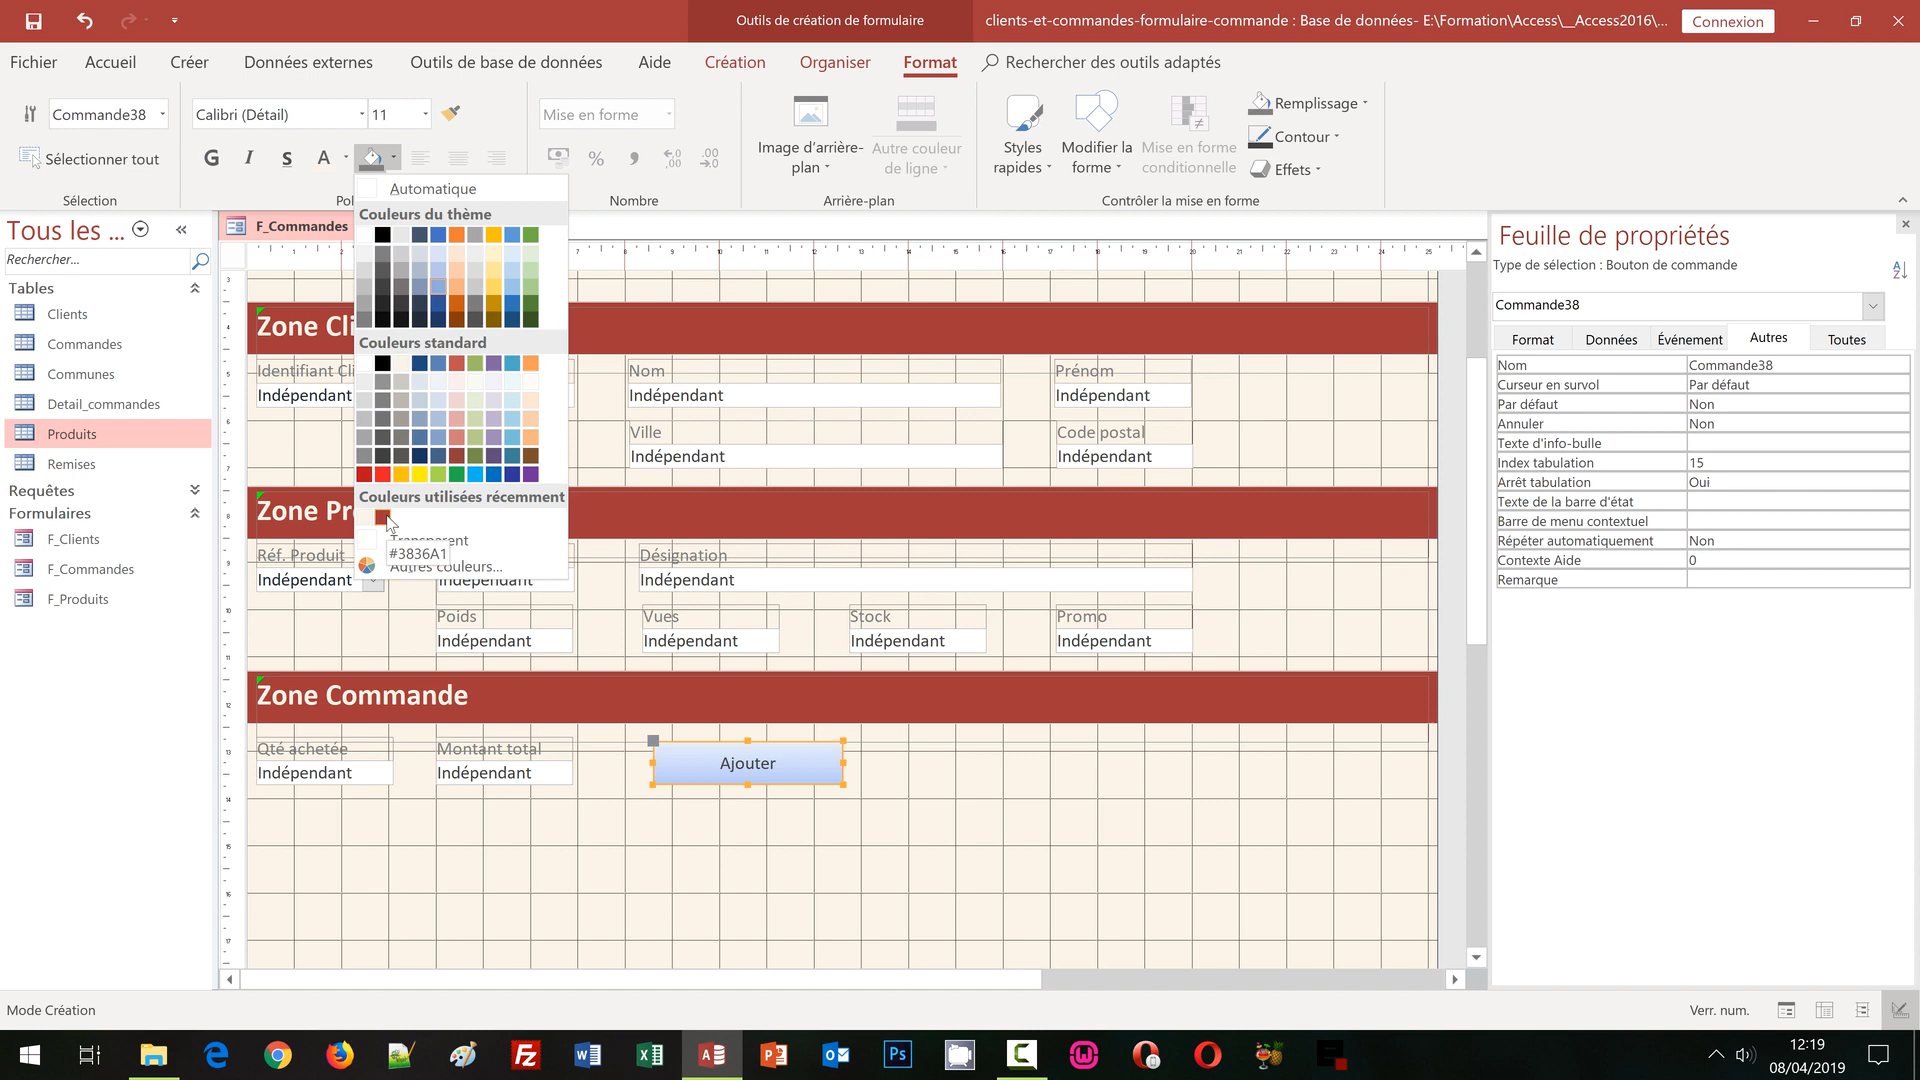 Outils de création de formulaire
clients-et-commandes-formulaire-commande : Base de données- E:\Formation\Access\__Access2016\...
Connexion
Fichier
Accueil
Créer
Données externes
Outils de base de données
Aide
Création
Organiser
Format
Rechercher des outils adaptés
Commande38
Calibri (Détail)
11
Mise en forme
Sélectionner tout
G I S A
% 
Image d'arrière-plan
Autre couleur de ligne
Styles rapides
Modifier la forme
Mise en forme conditionnelle
Remplissage
Contour
Effets
Sélection
Pol
Nombre
Arrière-plan
Contrôler la mise en forme
Automatique
Couleurs du thème
Couleurs standard
Couleurs utilisées récemment
Transparent
#3836A1
Autres couleurs...
Tous les ...
Rechercher...
Tables
Clients
Commandes
Communes
Detail_commandes
Produits
Remises
Requêtes
Formulaires
F_Clients
F_Commandes
F_Produits
F_Commandes
Zone Cli
Identifiant Cli
Nom
Prénom
Indépendant
Indépendant
Indépendant
Ville
Code postal
Indépendant
Indépendant
Zone Pro
Réf. Produit
Désignation
Indépendant
Indépendant
Indépendant
Poids
Vues
Stock
Promo
Indépendant
Indépendant
Indépendant
Indépendant
Zone Commande
Qté achetée
Montant total
Indépendant
Indépendant
Ajouter
Feuille de propriétés
Type de sélection : Bouton de commande
Commande38
Format
Données
Événement
Autres
Toutes
Nom Commande38
Curseur en survol Par défaut
Par défaut Non
Annuler Non
Texte d'info-bulle
Index tabulation 15
Arrêt tabulation Oui
Texte de la barre d'état
Barre de menu contextuel
Répéter automatiquement Non
Contexte Aide 0
Remarque
Mode Création
Verr. num.
12:19
08/04/2019